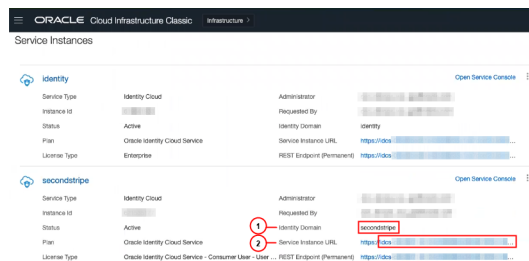 ORACLE Cloud Infrastructure Classic Infrastructure >
Service Instances
identity Open Service Console
Service Type Identity Cloud Administrator
Instance Id Requested By
Status Active Identity Domain identity
Plan Oracle Identity Cloud Service Service Instance URL https://idcs ...
License Type Enterprise REST Endpoint (Permanent) https://idcs ...
secondstripe Open Service Console
Service Type Identity Cloud Administrator
Instance Id Requested By
Status Active 1 Identity Domain secondstripe
Plan Oracle Identity Cloud Service 2 Service Instance URL https://idcs ...
License Type Oracle Identity Cloud Service - Consumer User - User ... REST Endpoint (Permanent) https://idcs ...